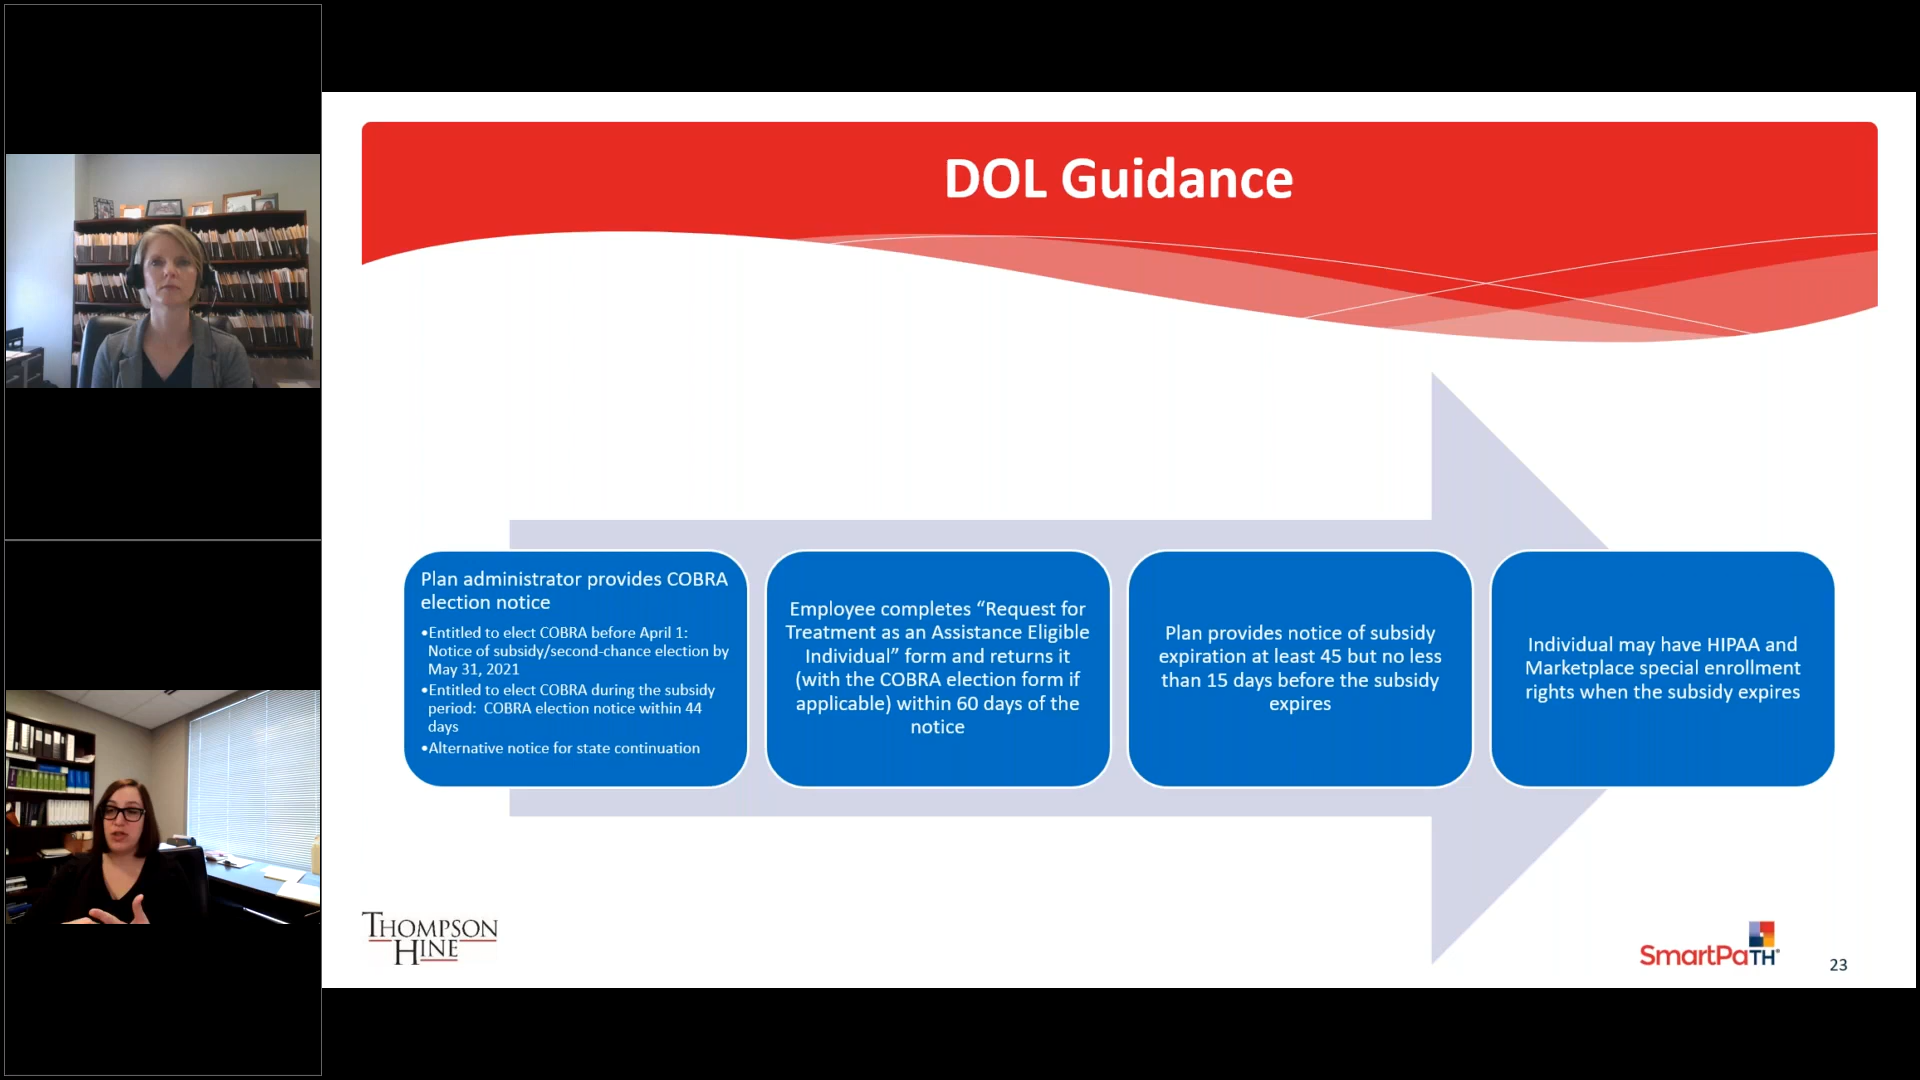 DOL Guidance
Plan administrator provides COBRA
election notice
•Entitled to elect COBRA before April 1:
Notice of subsidy/second-chance election by
May 31, 2021
•Entitled to elect COBRA during the subsidy
period:  COBRA election notice within 44
days
•Alternative notice for state continuation
Employee completes “Request for
Treatment as an Assistance Eligible
Individual” form and returns it
(with the COBRA election form if
applicable) within 60 days of the
notice
Plan provides notice of subsidy
expiration at least 45 but no less
than 15 days before the subsidy
expires
Individual may have HIPAA and
Marketplace special enrollment
rights when the subsidy expires
THOMPSON
HINE
SmartPaTH
23